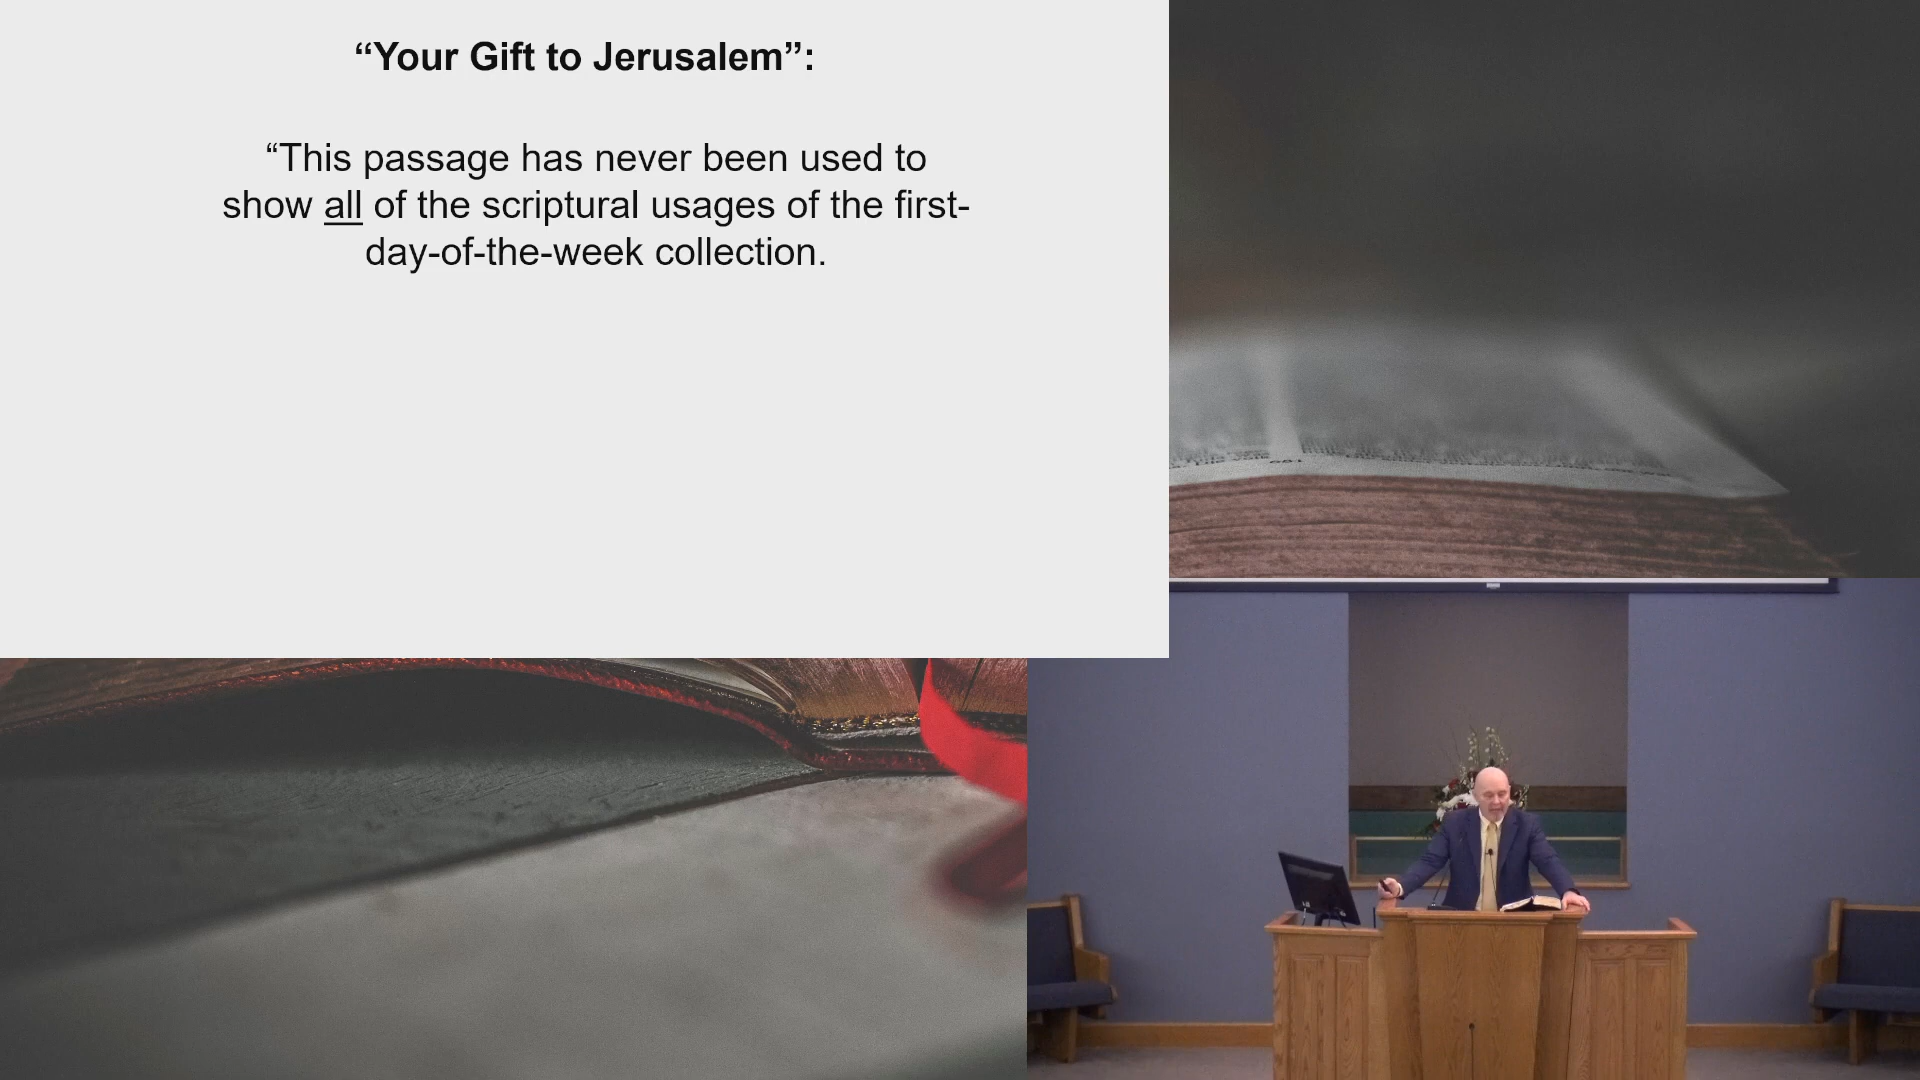 “Your Gift to Jerusalem”:
“This passage has never been used to
show all of the scriptural usages of the first-
day-of-the-week collection.